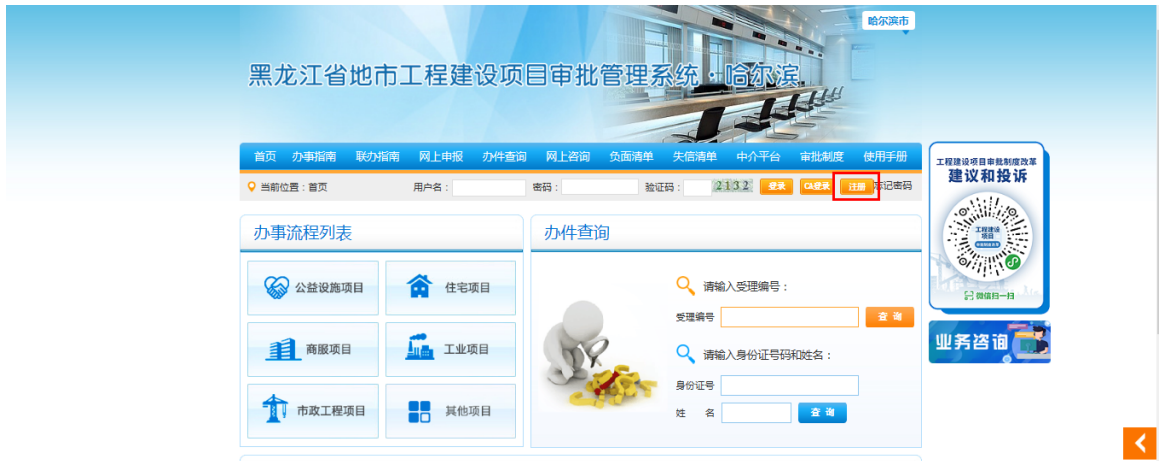 哈尔滨市
黑龙江省地市工程建设项目审批管理系统·哈尔滨
首页 办事指南 联办指南 网上申报 办件查询 网上咨询 负面清单 失信清单 中介平台 审批制度 使用手册
当前位置：首页 用户名： 密码： 验证码： 2132 登录 CA登录 注册 忘记密码
工程建设项目审批制度改革
建议和投诉
工程建设
项目
微信扫一扫
业务咨询
办事流程列表
公益设施项目 住宅项目
商服项目 工业项目
市政工程项目 其他项目
办件查询
请输入受理编号：
受理编号 查 询
请输入身份证号码和姓名：
身份证号
姓 名 查 询